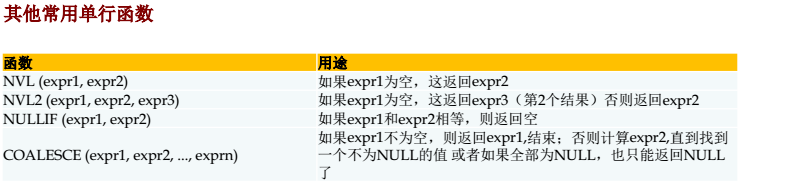 其他常用单行函数
函数 用途
NVL (expr1, expr2) 如果expr1为空，这返回expr2
NVL2 (expr1, expr2, expr3) 如果expr1为空，这返回expr3（第2个结果）否则返回expr2
NULLIF (expr1, expr2) 如果expr1和expr2相等，则返回空
COALESCE (expr1, expr2, ..., exprn) 如果expr1不为空，则返回expr1,结束；否则计算expr2,直到找到
一个不为NULL的值 或者如果全部为NULL，也只能返回NULL
了